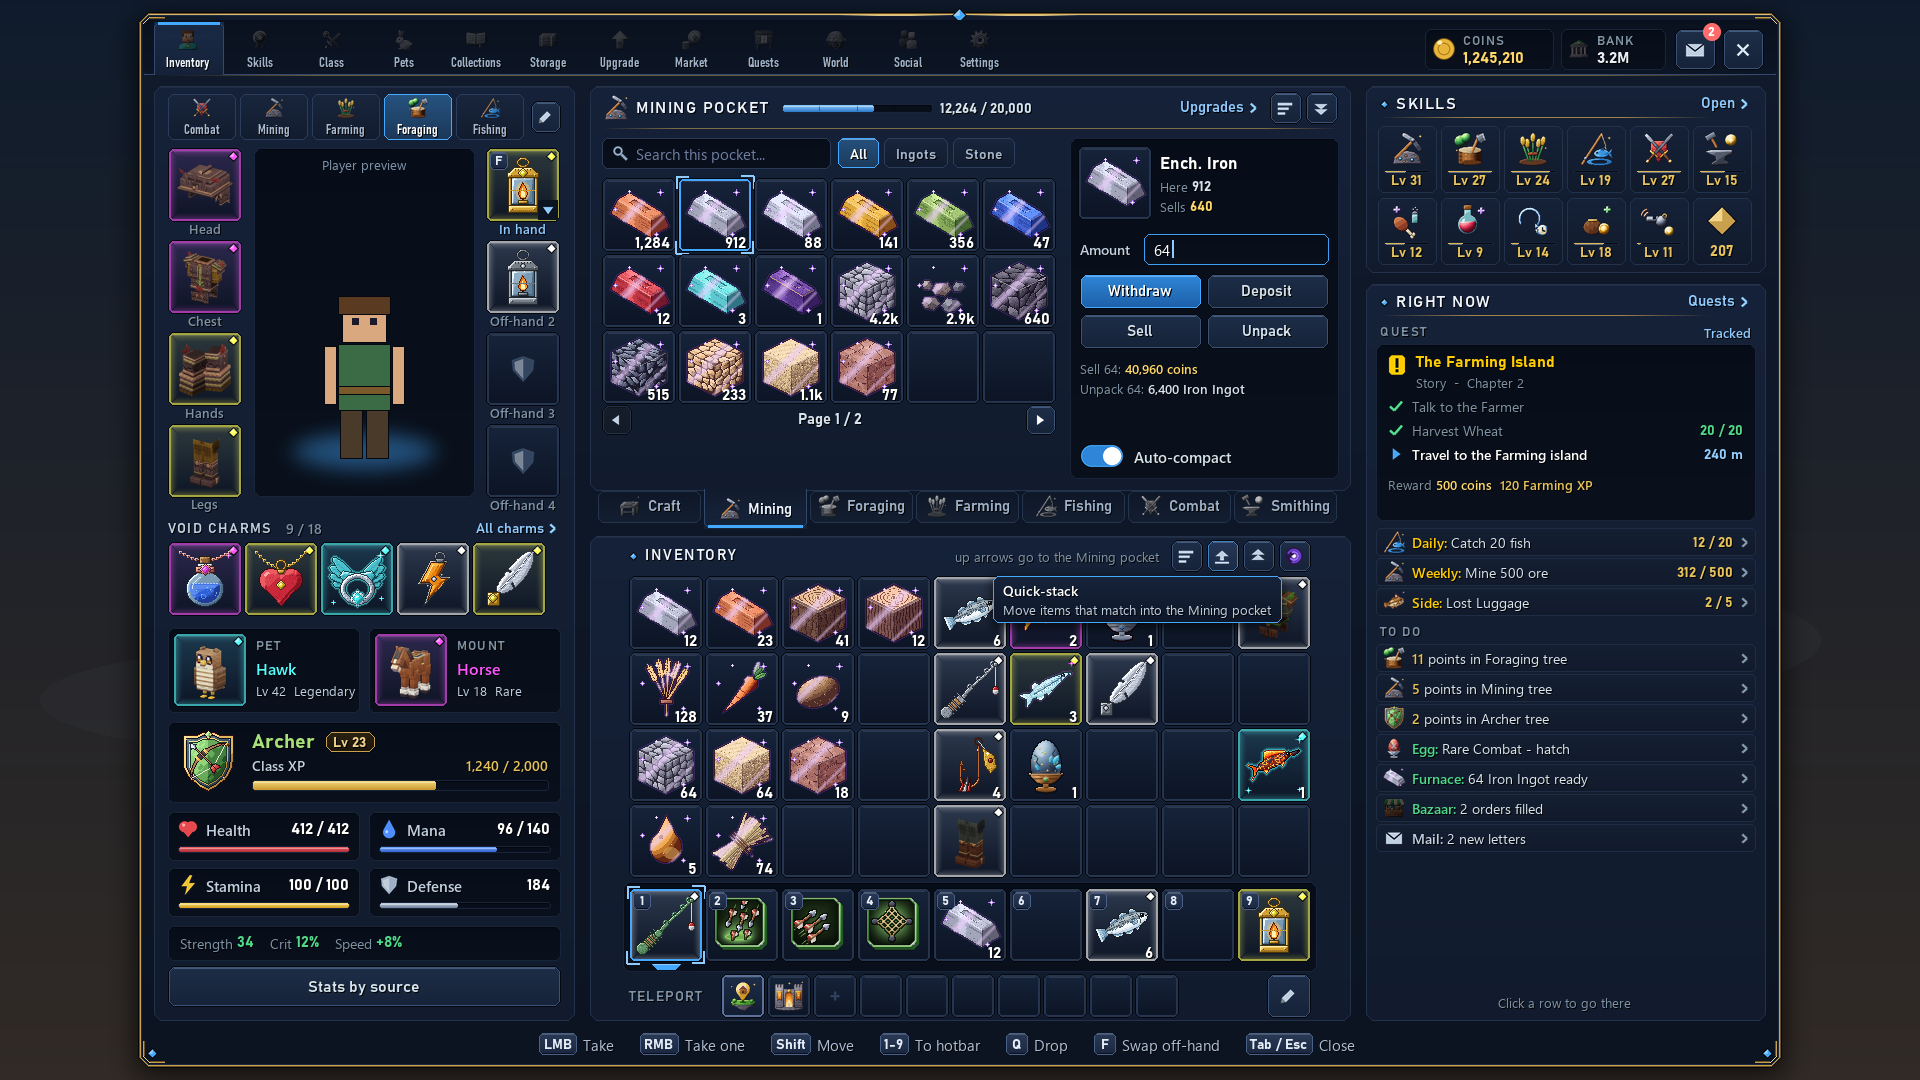 Inventory
Skills
Class
Pets
Collections
Storage
Upgrade
Market
Quests
World
Social
Settings
COINS
1,245,210
BANK
3.2M
2
Combat
Mining
Farming
Foraging
Fishing
Head
Chest
Hands
Legs
Player preview
F
In hand
Off-hand 2
Off-hand 3
Off-hand 4
VOID CHARMS 9 / 18
All charms
PET
Hawk
Lv 42 Legendary
MOUNT
Horse
Lv 18 Rare
Archer Lv 23
Class XP 1,240 / 2,000
Health 412 / 412
Mana 96 / 140
Stamina 100 / 100
Defense 184
Strength 34 Crit 12% Speed +8%
Stats by source
MINING POCKET 12,264 / 20,000
Upgrades
Search this pocket...
All
Ingots
Stone
1,284 912 88 141 356 47
12 3 1 4.2k 2.9k 640
515 233 1.1k 77
Page 1 / 2
Ench. Iron
Here 912
Sells 640
Amount 64
Withdraw
Deposit
Sell
Unpack
Sell 64: 40,960 coins
Unpack 64: 6,400 Iron Ingot
Auto-compact
Craft
Mining
Foraging
Farming
Fishing
Combat
Smithing
INVENTORY
up arrows go to the Mining pocket
Quick-stack
Move items that match into the Mining pocket
12 23 41 12 6 2 1
128 37 9 3
64 64 18 4 1 1
5 74
1 2 3 4 5 6 7 8 9
12 6
TELEPORT
+
LMB Take
RMB Take one
Shift Move
1-9 To hotbar
Q Drop
F Swap off-hand
Tab / Esc Close
SKILLS
Open
Lv 31 Lv 27 Lv 24 Lv 19 Lv 27 Lv 15
Lv 12 Lv 9 Lv 14 Lv 18 Lv 11 207
RIGHT NOW
Quests
QUEST
Tracked
The Farming Island
Story - Chapter 2
Talk to the Farmer
Harvest Wheat 20 / 20
Travel to the Farming island 240 m
Reward 500 coins 120 Farming XP
Daily: Catch 20 fish 12 / 20
Weekly: Mine 500 ore 312 / 500
Side: Lost Luggage 2 / 5
TO DO
11 points in Foraging tree
5 points in Mining tree
2 points in Archer tree
Egg: Rare Combat - hatch
Furnace: 64 Iron Ingot ready
Bazaar: 2 orders filled
Mail: 2 new letters
Click a row to go there